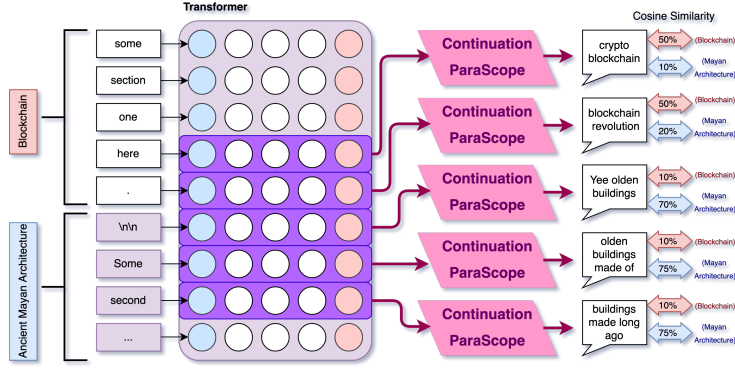 Transformer
Cosine Similarity
Blockchain
some
section
one
here
.
Ancient Mayan Architecture
\n\n
Some
second
...
Continuation
ParaScope
crypto
blockchain
50%
(Blockchain)
10%
(Mayan
Architecture)
Continuation
ParaScope
blockchain
revolution
50%
(Blockchain)
20%
(Mayan
Architecture)
Continuation
ParaScope
Yee olden
buildings
10%
(Blockchain)
70%
(Mayan
Architecture)
Continuation
ParaScope
olden
buildings
made of
10%
(Blockchain)
75%
(Mayan
Architecture)
Continuation
ParaScope
buildings
made long
ago
10%
(Blockchain)
75%
(Mayan
Architecture)